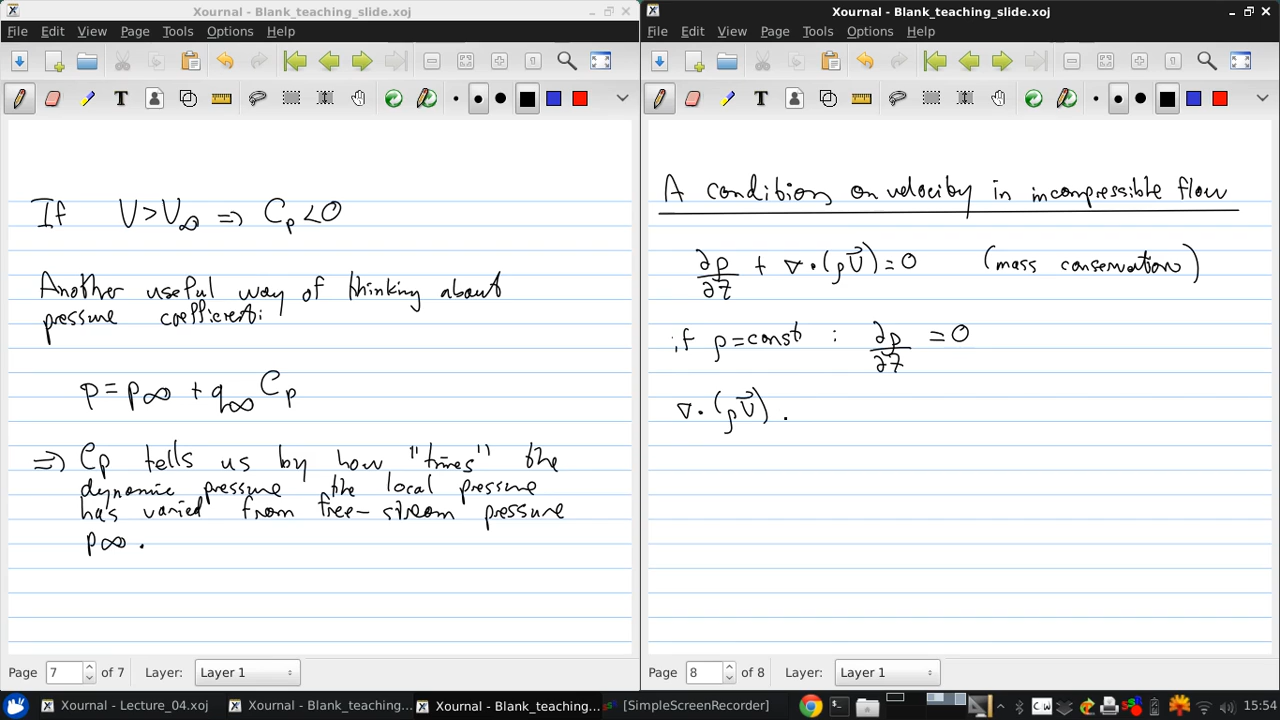 Xournal - Blank_teaching_slide.xoj
File Edit View Page Tools Options Help
If V > V∞ ⇒ Cp < 0
Another useful way of thinking about
pressure coefficient:
p = p∞ + q∞ Cp
⇒ Cp tells us by how "times" the
dynamic pressure the local pressure
has varied from free-stream pressure
p∞.
Page 7 of 7 Layer: Layer 1
Xournal - Blank_teaching_slide.xoj
File Edit View Page Tools Options Help
A condition on velocity in incompressible flow
∂ρ/∂t + ∇·(ρV⃗) = 0 (mass conservation)
if ρ = const : ∂ρ/∂t = 0
∇·(ρV⃗) .
Page 8 of 8 Layer: Layer 1
Xournal - Lecture_04.xoj Xournal - Blank_teaching... Xournal - Blank_teaching... [SimpleScreenRecorder] 15:54